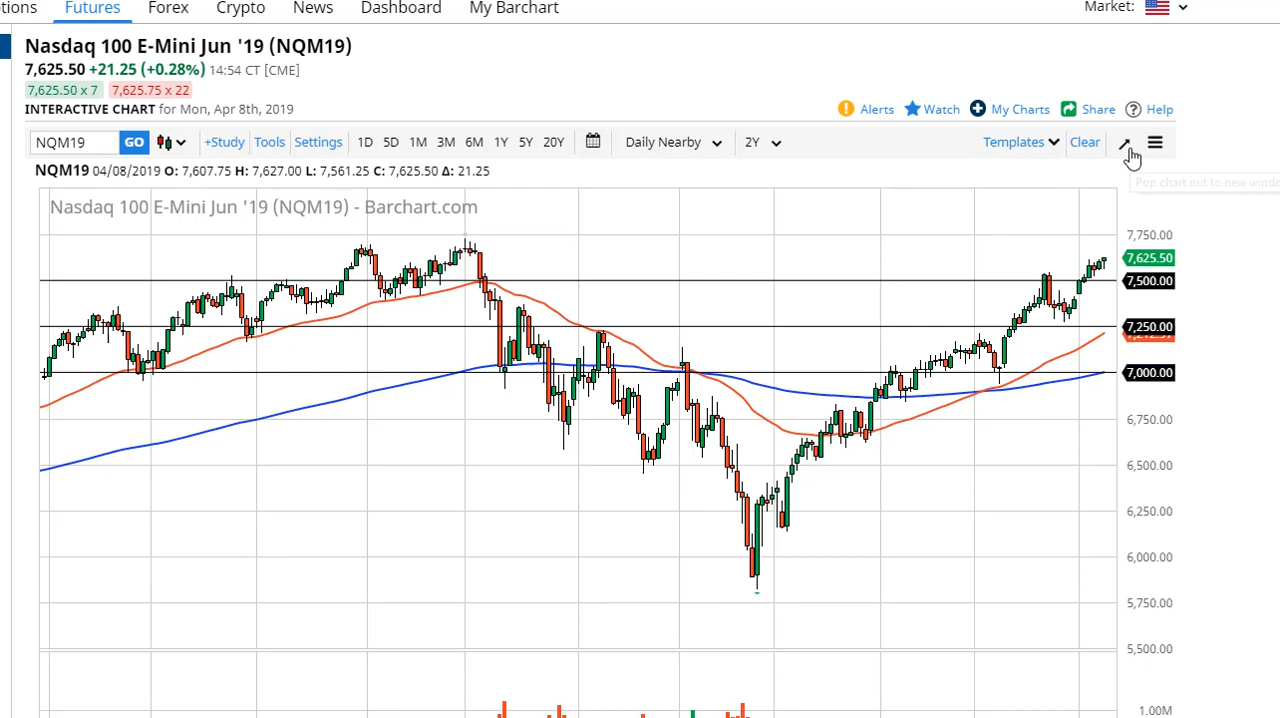 tions Futures Forex Crypto News Dashboard My Barchart Market:
Nasdaq 100 E-Mini Jun '19 (NQM19)
7,625.50 +21.25 (+0.28%) 14:54 CT [CME]
7,625.50 x 7 7,625.75 x 22
INTERACTIVE CHART for Mon, Apr 8th, 2019 Alerts Watch My Charts Share Help
NQM19 GO +Study Tools Settings 1D 5D 1M 3M 6M 1Y 5Y 20Y Daily Nearby 2Y Templates Clear
NQM19 04/08/2019 O: 7,607.75 H: 7,627.00 L: 7,561.25 C: 7,625.50 Δ: 21.25
Pop chart out to new windo
Nasdaq 100 E-Mini Jun '19 (NQM19) - Barchart.com
7,750.00
7,625.50
7,500.00
7,250.00
7,000.00
6,750.00
6,500.00
6,250.00
6,000.00
5,750.00
5,500.00
1.00M